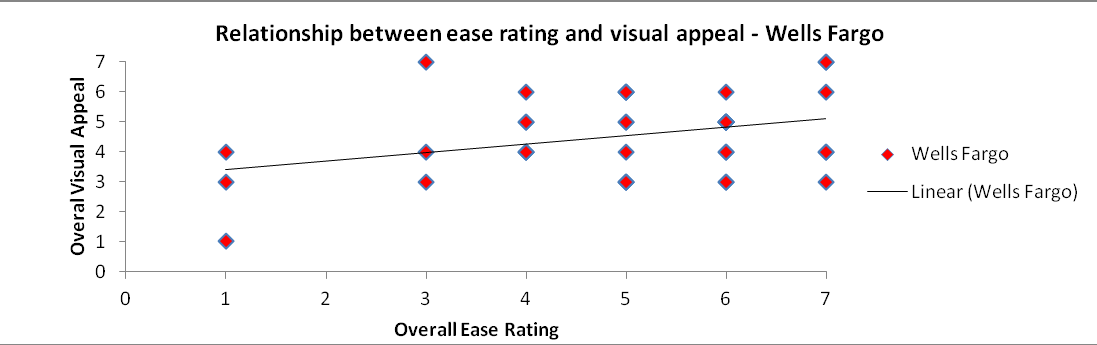 Relationship between ease rating and visual appeal - Wells Fargo
Overal Visual Appeal
7
6
5
4
3
2
1
0
0 1 2 3 4 5 6 7
Overall Ease Rating
Wells Fargo
Linear (Wells Fargo)